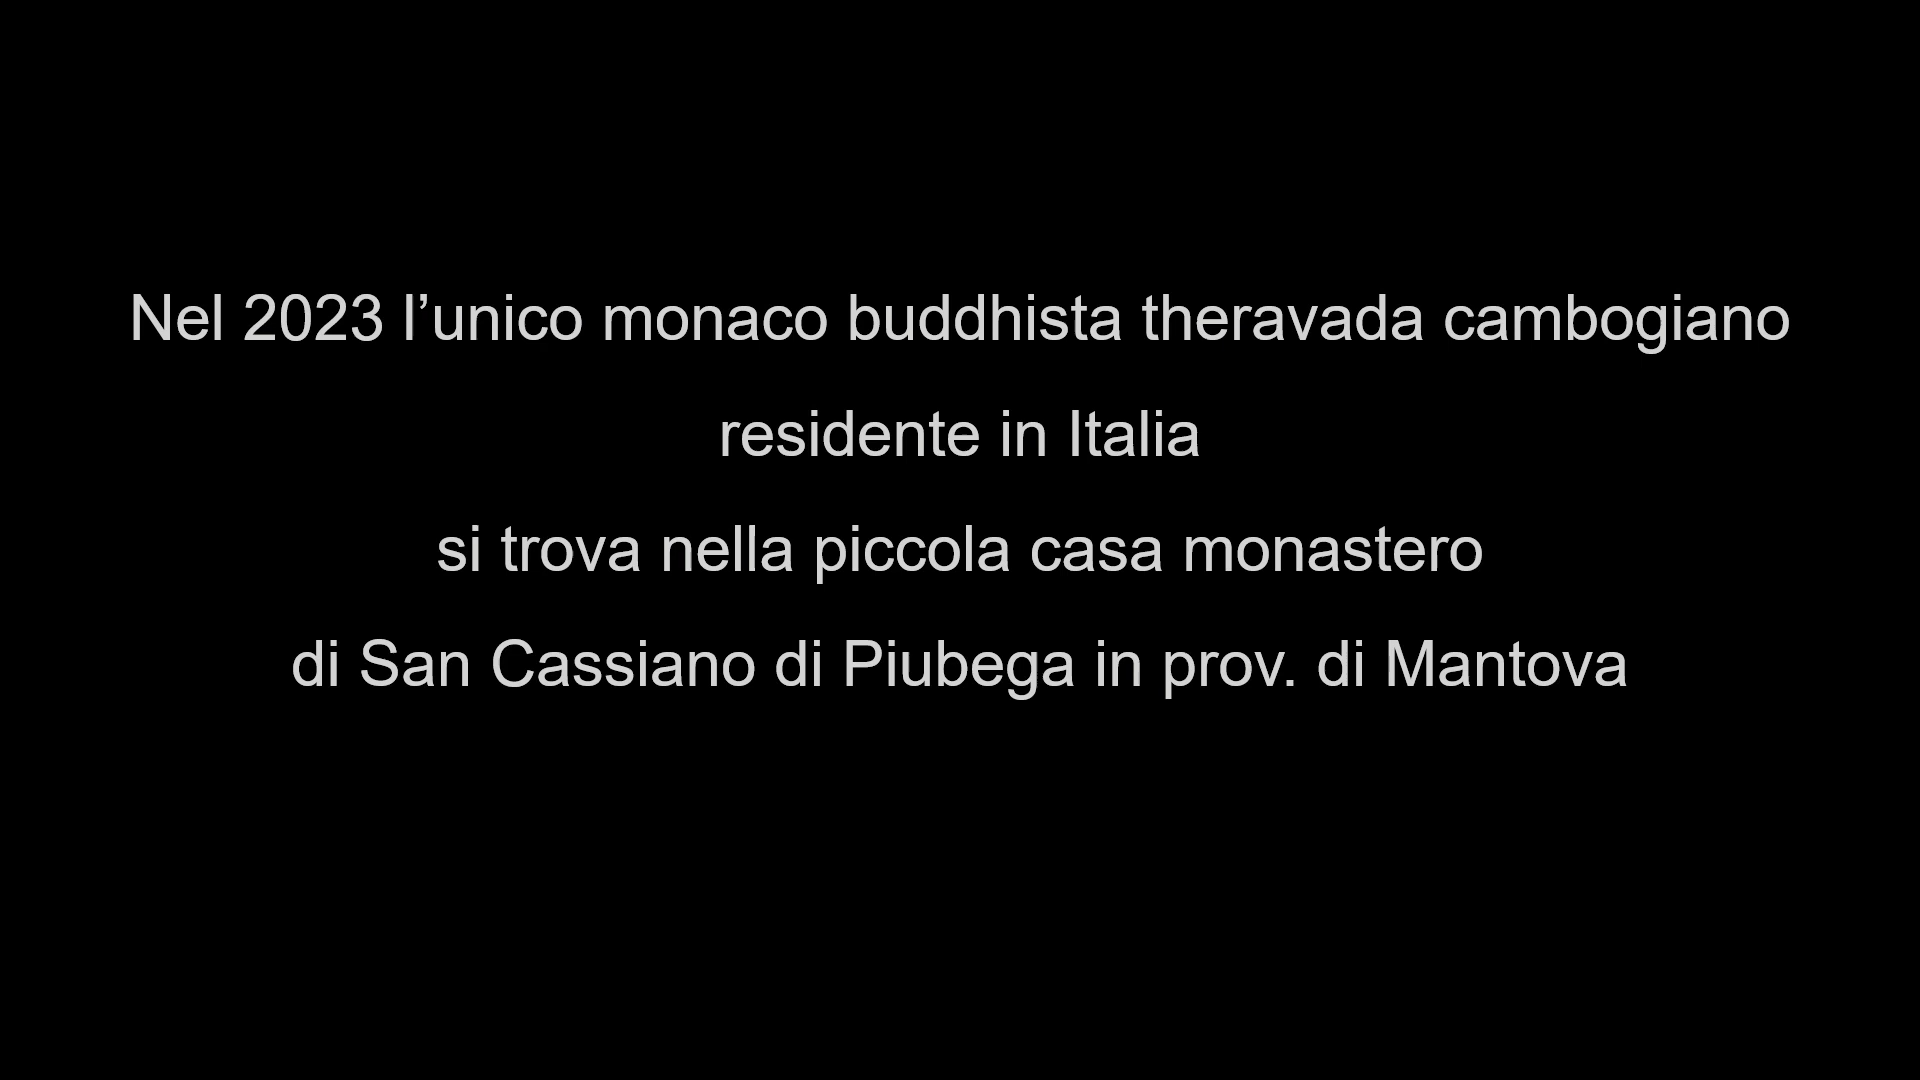 Nel 2023 l’unico monaco buddhista theravada cambogiano
residente in Italia
si trova nella piccola casa monastero
di San Cassiano di Piubega in prov. di Mantova